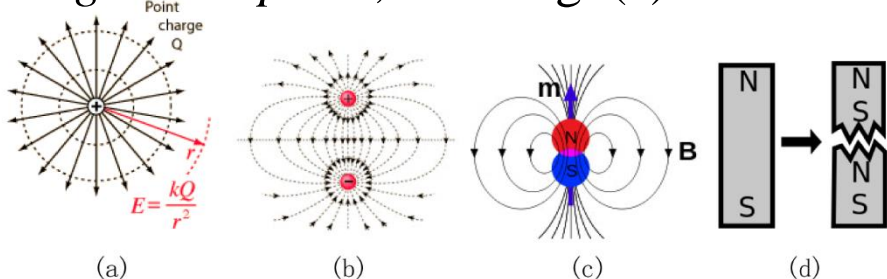 Point
charge
Q
r
E = kQ/r²
+
-
m
N
S
B
N
S
N
S
N
S
(a)
(b)
(c)
(d)